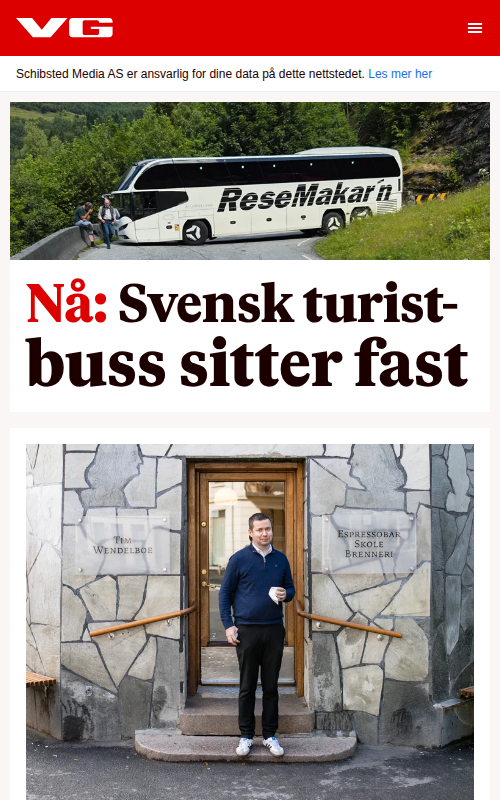 VG
Schibsted Media AS er ansvarlig for dine data på dette nettstedet. Les mer her
ReseMakar'n
Nå: Svensk turist-
buss sitter fast
TIM
WENDELBOE
ESPRESSOBAR
SKOLE
BRENNERI